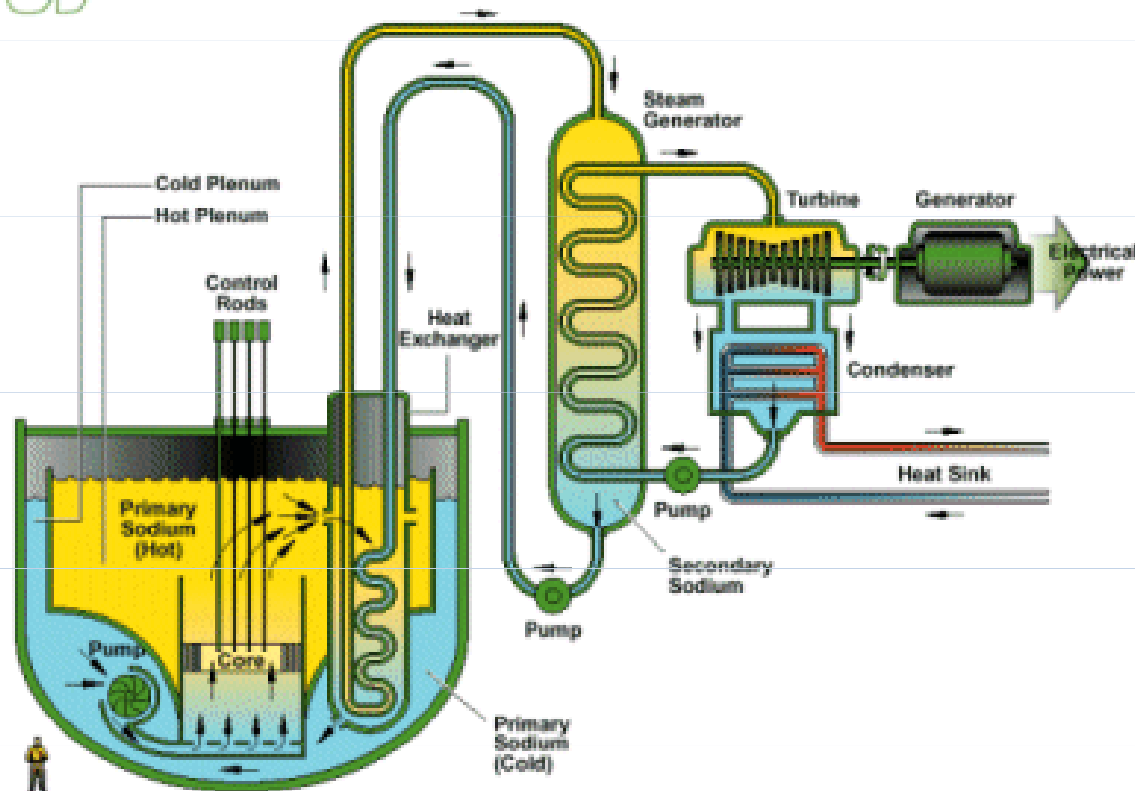 Steam
Generator
Cold Plenum
Hot Plenum
Turbine
Generator
Electrical
Power
Control
Rods
Heat
Exchanger
Condenser
Heat Sink
Primary
Sodium
(Hot)
Pump
Secondary
Sodium
Pump
Pump
Core
Primary
Sodium
(Cold)